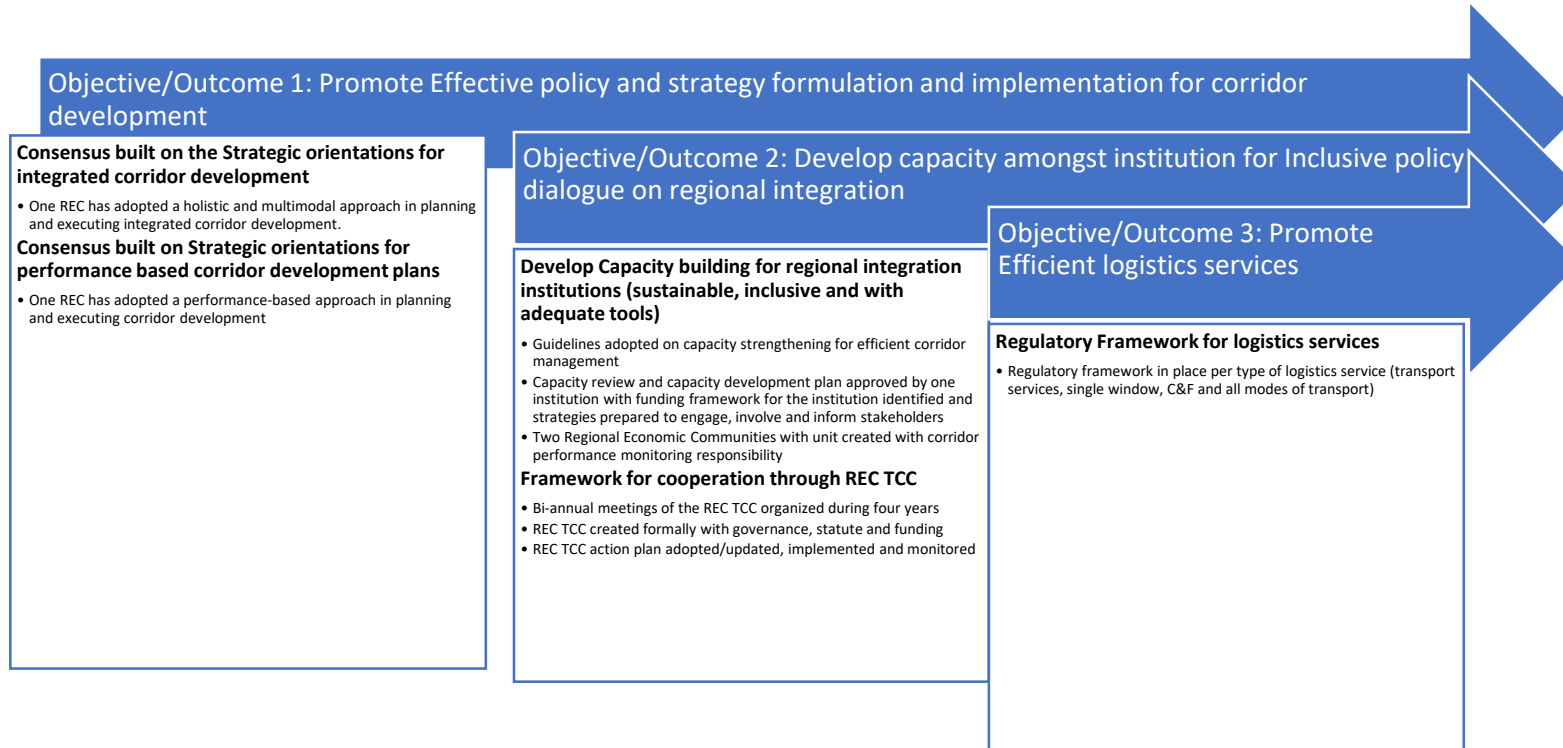 Objective/Outcome 1: Promote Effective policy and strategy formulation and implementation for corridor
development
Consensus built on the Strategic orientations for
integrated corridor development
• One REC has adopted a holistic and multimodal approach in planning
and executing integrated corridor development.
Consensus built on Strategic orientations for
performance based corridor development plans
• One REC has adopted a performance-based approach in planning
and executing corridor development
Objective/Outcome 2: Develop capacity amongst institution for Inclusive policy
dialogue on regional integration
Develop Capacity building for regional integration
institutions (sustainable, inclusive and with
adequate tools)
• Guidelines adopted on capacity strengthening for efficient corridor
management
• Capacity review and capacity development plan approved by one
institution with funding framework for the institution identified and
strategies prepared to engage, involve and inform stakeholders
• Two Regional Economic Communities with unit created with corridor
performance monitoring responsibility
Framework for cooperation through REC TCC
• Bi-annual meetings of the REC TCC organized during four years
• REC TCC created formally with governance, statute and funding
• REC TCC action plan adopted/updated, implemented and monitored
Objective/Outcome 3: Promote
Efficient logistics services
Regulatory Framework for logistics services
• Regulatory framework in place per type of logistics service (transport
services, single window, C&F and all modes of transport)